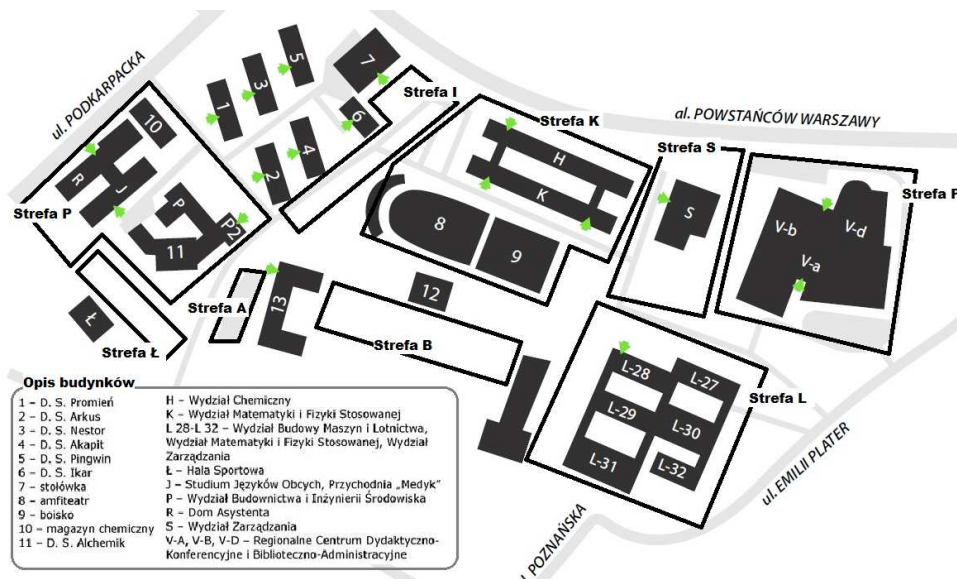 ul. PODKARPACKA
al. POWSTAŃCÓW WARSZAWY
Strefa I
Strefa K
Strefa S
Strefa P
Strefa A
Strefa Ł
Strefa B
Strefa L
ul. EMILII PLATER
POZNAŃSKA
1
2
3
4
5
6
7
8
9
10
11
12
13
R
J
P
P2
Ł
H
K
S
V-b
V-d
V-a
L-28
L-27
L-29
L-30
L-31
L-32
Opis budynków
1 – D. S. Promień
2 – D. S. Arkus
3 – D. S. Nestor
4 – D. S. Akapit
5 – D. S. Pingwin
6 – D. S. Ikar
7 – stołówka
8 – amfiteatr
9 – boisko
10 – magazyn chemiczny
11 – D. S. Alchemik
H – Wydział Chemiczny
K – Wydział Matematyki i Fizyki Stosowanej
L 28-L 32 – Wydział Budowy Maszyn i Lotnictwa,
Wydział Matematyki i Fizyki Stosowanej, Wydział
Zarządzania
Ł – Hala Sportowa
J – Studium Języków Obcych, Przychodnia „Medyk”
P – Wydział Budownictwa i Inżynierii Środowiska
R – Dom Asystenta
S – Wydział Zarządzania
V-A, V-B, V-D – Regionalne Centrum Dydaktyczno-
Konferencyjne i Biblioteczno-Administracyjne